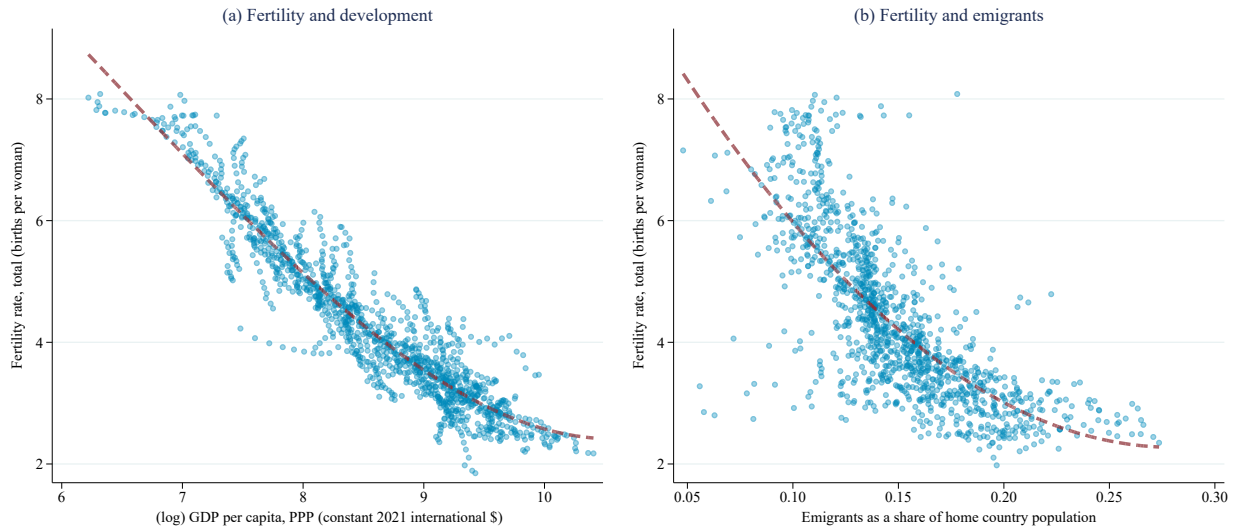 (a) Fertility and development
Fertility rate, total (births per woman)
8
6
4
2
6 7 8 9 10
(log) GDP per capita, PPP (constant 2021 international $)
(b) Fertility and emigrants
Fertility rate, total (births per woman)
8
6
4
2
0.05 0.10 0.15 0.20 0.25 0.30
Emigrants as a share of home country population